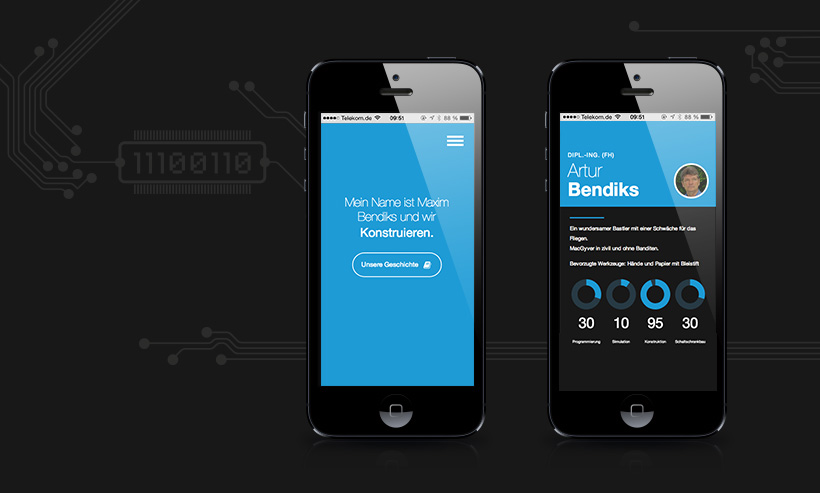 11100110
Telekom.de 09:51 88 %
Mein Name ist Maxim
Bendiks und wir
Konstruieren.
Unsere Geschichte
Telekom.de 09:51 88 %
DIPL.-ING. (FH)
Artur
Bendiks
Ein wundersamer Bastler mit einer Schwäche für das
Fliegen.
MacGyver in zivil und ohne Banditen.
Bevorzugte Werkzeuge: Hände und Papier mit Bleistift
30 10 95 30
Programmierung Simulation Konstruktion Schaltschrankbau